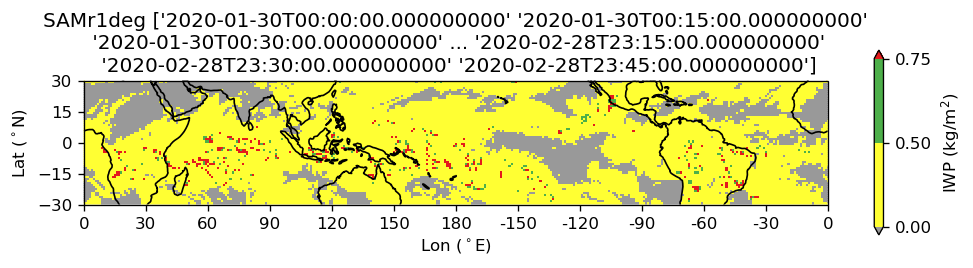 SAMr1deg ['2020-01-30T00:00:00.000000000' '2020-01-30T00:15:00.000000000'
'2020-01-30T00:30:00.000000000' ... '2020-02-28T23:15:00.000000000'
'2020-02-28T23:30:00.000000000' '2020-02-28T23:45:00.000000000']
30
15
0
−15
−30
Lat (°N)
0 30 60 90 120 150 180 -150 -120 -90 -60 -30 0
Lon (°E)
0.75
0.50
0.00
IWP (kg/m²)